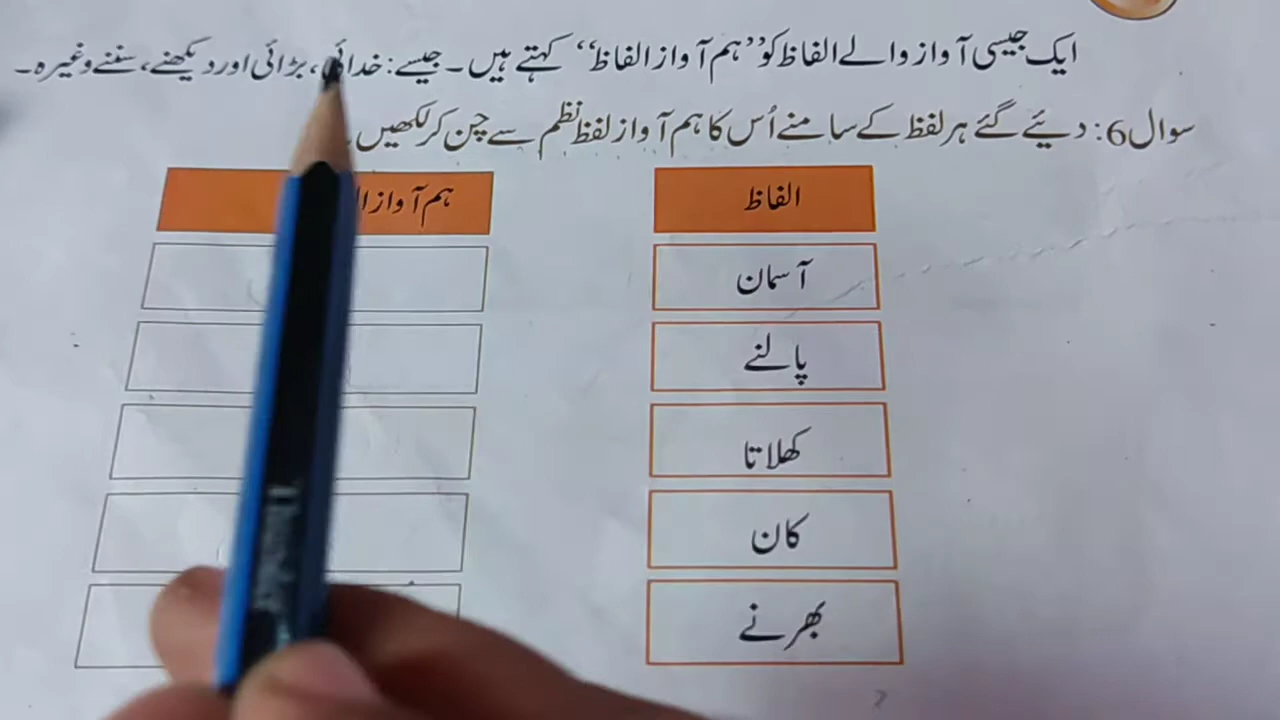 ایک جیسی آواز والے الفاظ کو ’’ہم آواز الفاظ‘‘ کہتے ہیں۔ جیسے: خدائی، بڑائی اور دیکھنے، سننے وغیرہ۔
سوال 6: دیئے گئے ہر لفظ کے سامنے اُس کا ہم آواز لفظ نظم سے چن کر لکھیں۔
الفاظ
ہم آواز
آسمان
پالنے
کھلاتا
کان
بھرنے